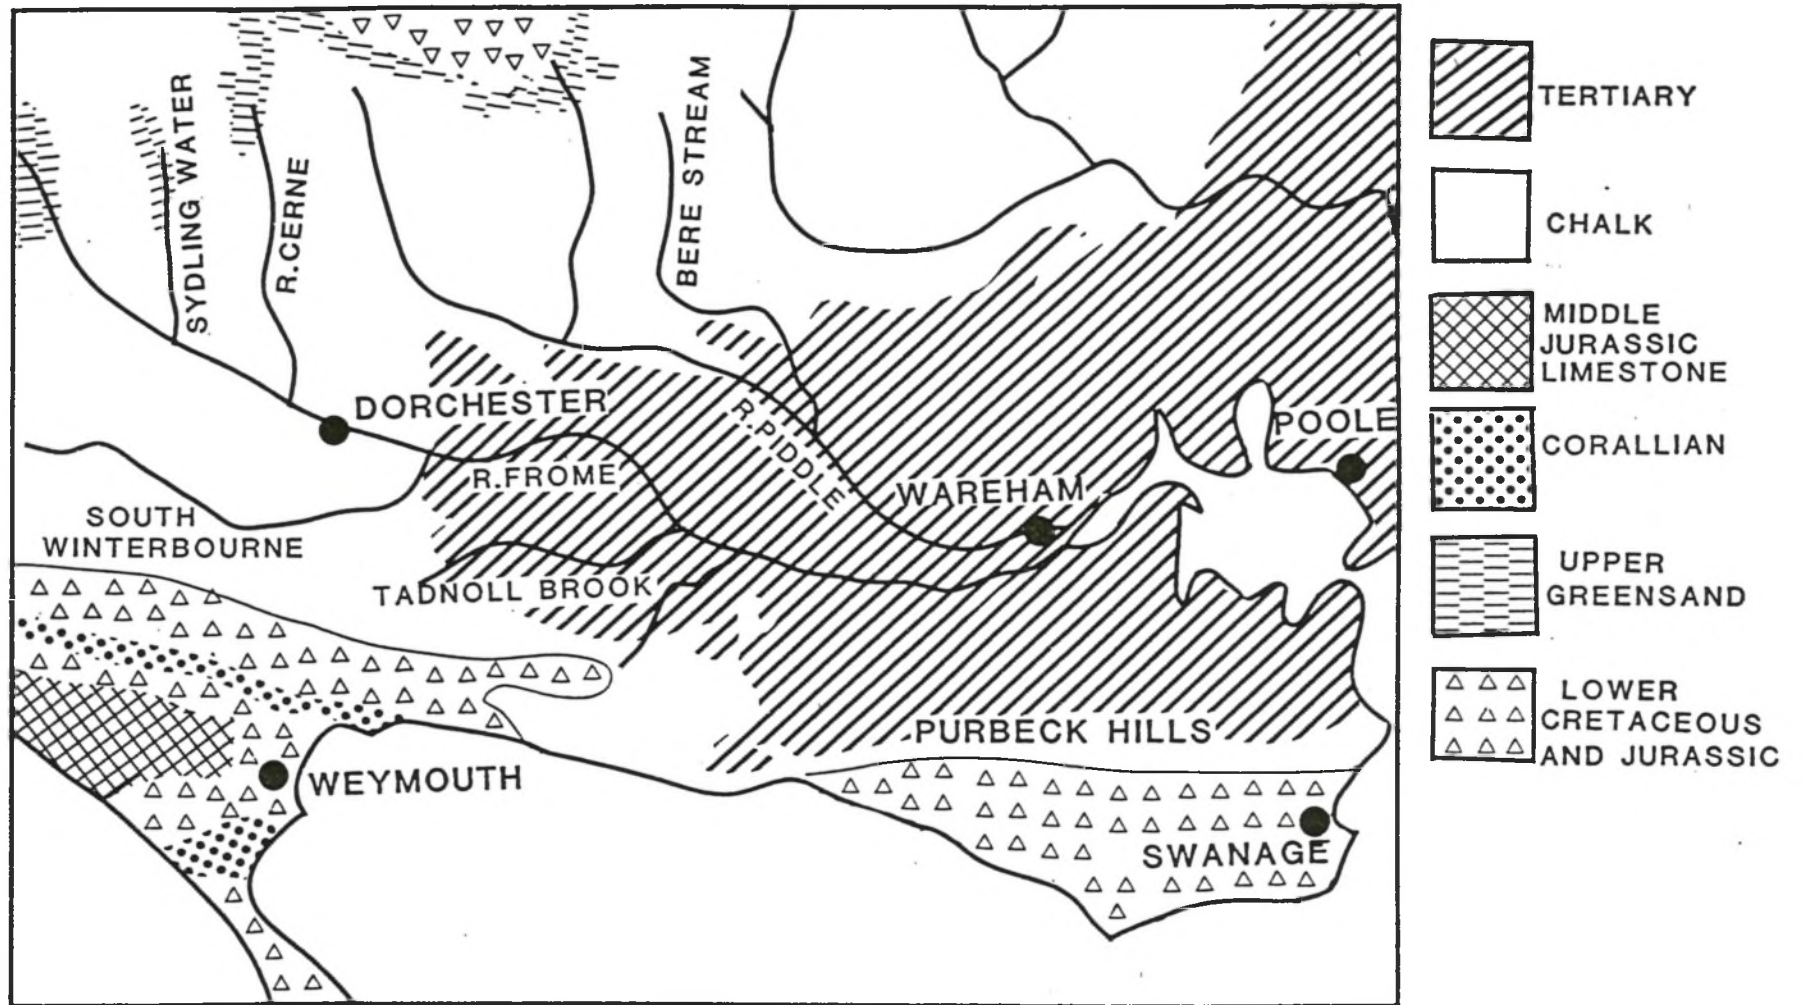 SYDLING WATER
R.CERNE
BERE STREAM
DORCHESTER
R.PIDDLE
POOLE
R.FROME
WAREHAM
SOUTH
WINTERBOURNE
TADNOLL BROOK
PURBECK HILLS
WEYMOUTH
SWANAGE
TERTIARY
CHALK
MIDDLE
JURASSIC
LIMESTONE
CORALLIAN
UPPER
GREENSAND
LOWER
CRETACEOUS
AND JURASSIC